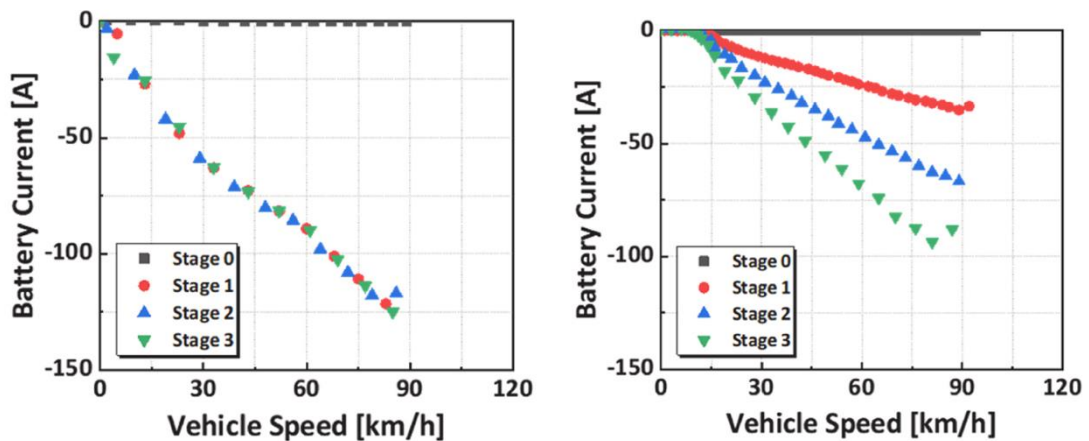 0
-50
-100
-150
Battery Current [A]
Stage 0
Stage 1
Stage 2
Stage 3
0 30 60 90 120
Vehicle Speed [km/h]
0
-50
-100
-150
Battery Current [A]
Stage 0
Stage 1
Stage 2
Stage 3
0 30 60 90 120
Vehicle Speed [km/h]